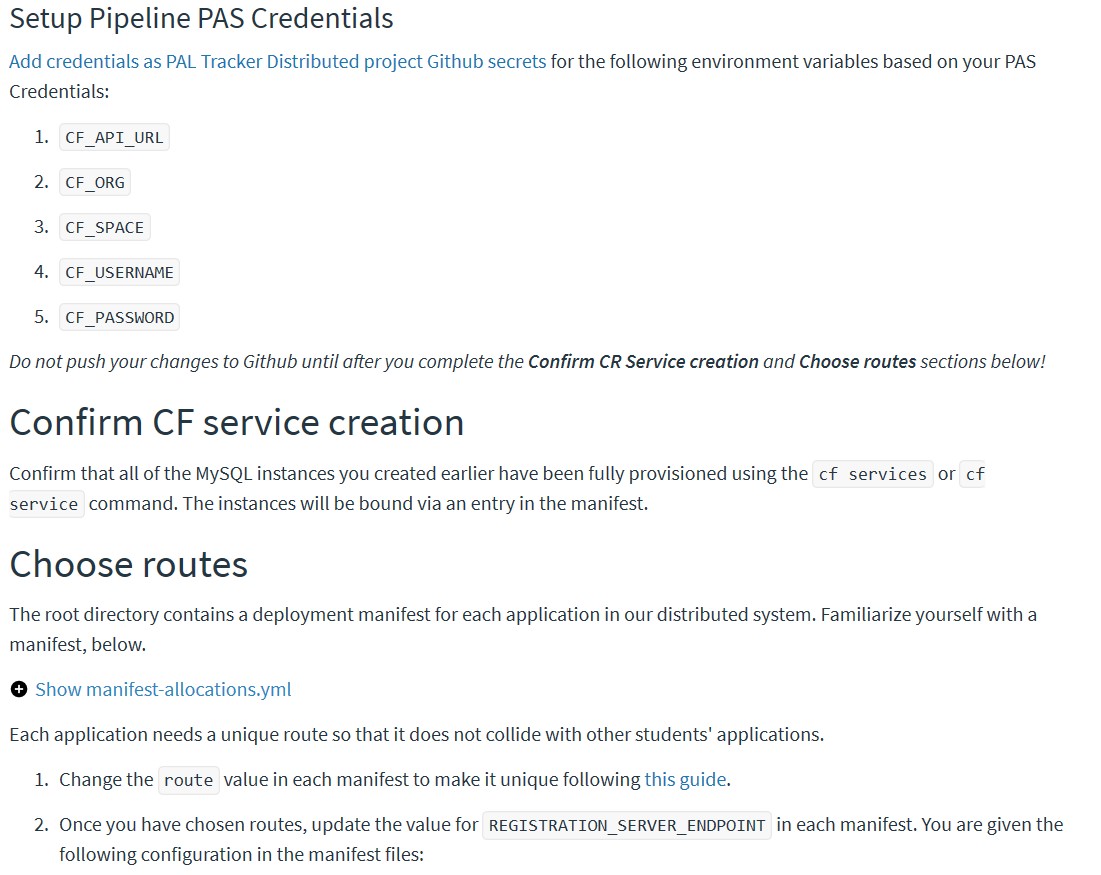 Setup Pipeline PAS Credentials
Add credentials as PAL Tracker Distributed project Github secrets for the following environment variables based on your PAS
Credentials:
1. CF_API_URL
2. CF_ORG
3. CF_SPACE
4. CF_USERNAME
5. CF_PASSWORD
Do not push your changes to Github until after you complete the Confirm CR Service creation and Choose routes sections below!
Confirm CF service creation
Confirm that all of the MySQL instances you created earlier have been fully provisioned using the cf services or cf
service command. The instances will be bound via an entry in the manifest.
Choose routes
The root directory contains a deployment manifest for each application in our distributed system. Familiarize yourself with a
manifest, below.
Show manifest-allocations.yml
Each application needs a unique route so that it does not collide with other students' applications.
1. Change the route value in each manifest to make it unique following this guide.
2. Once you have chosen routes, update the value for REGISTRATION_SERVER_ENDPOINT in each manifest. You are given the
following configuration in the manifest files: